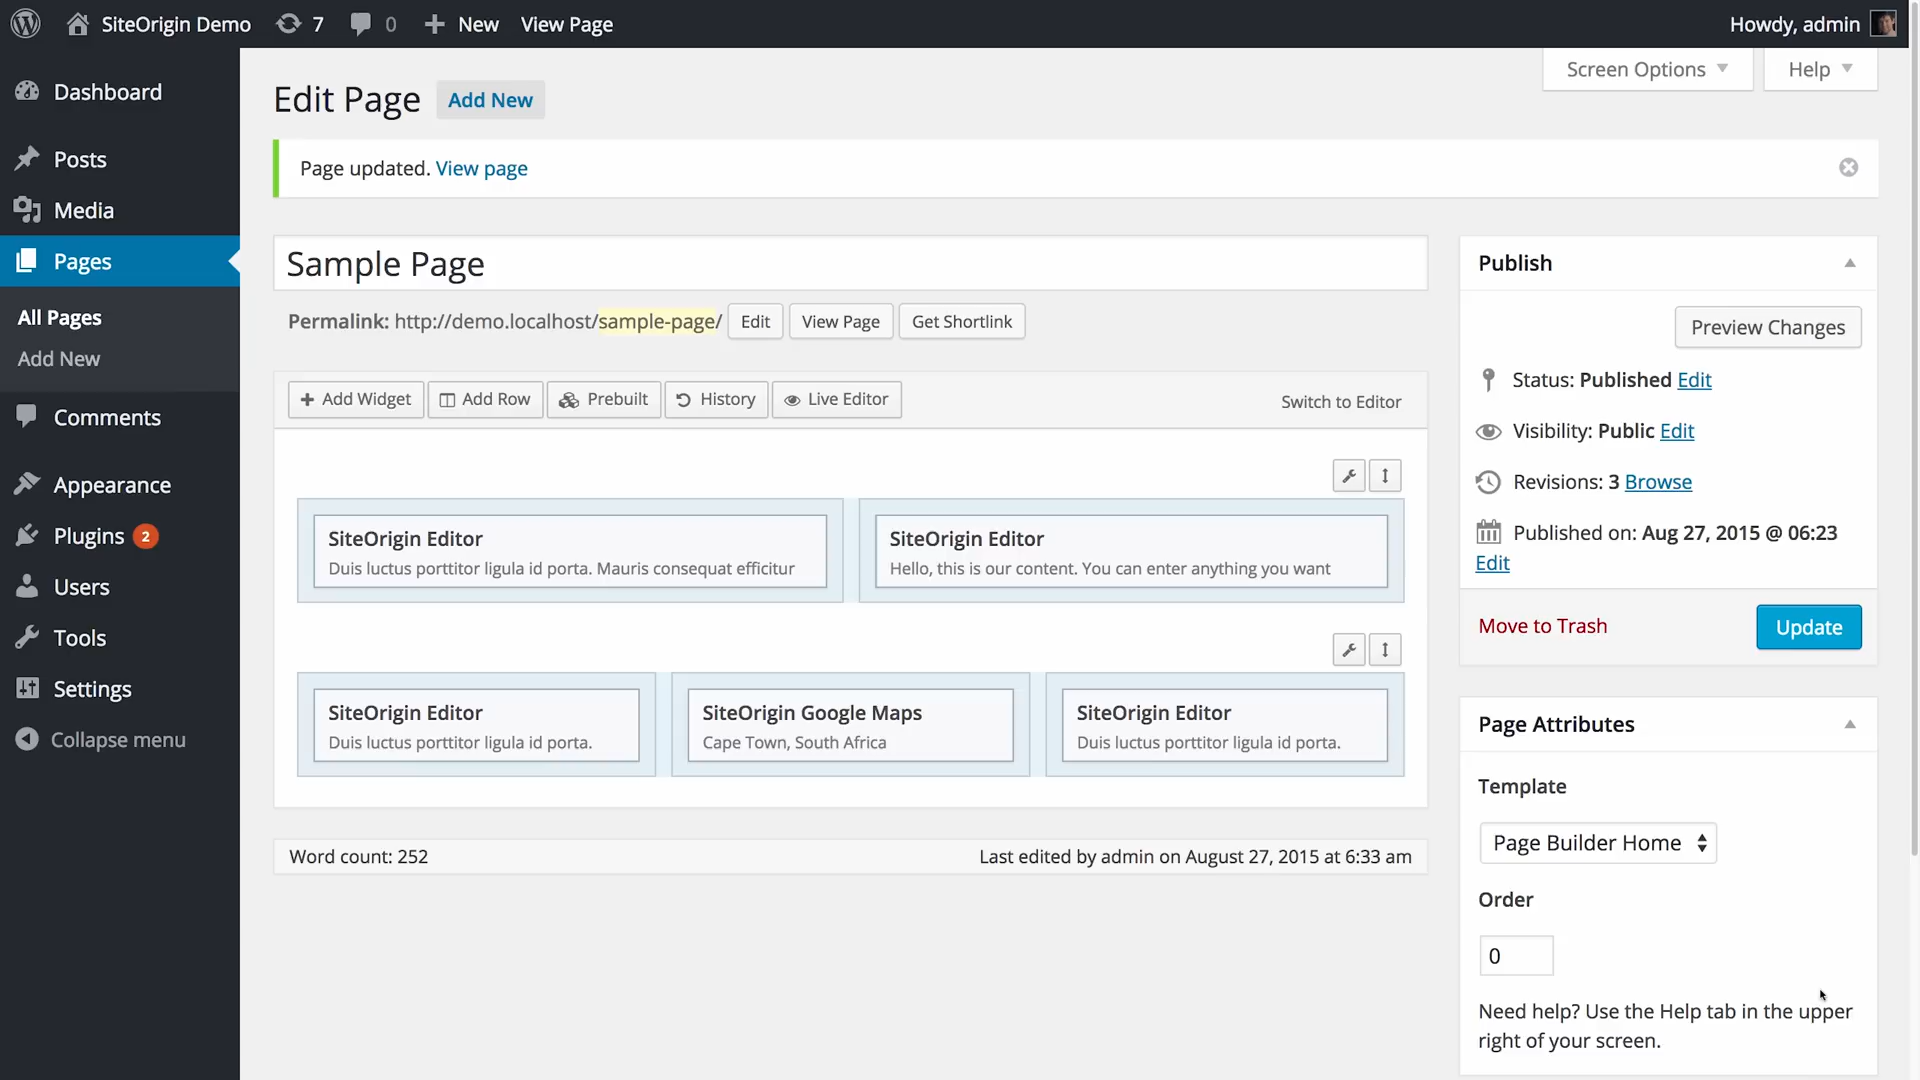 SiteOrigin Demo 7 0 New View Page Howdy, admin
Screen Options Help
Dashboard
Posts
Media
Pages
All Pages
Add New
Comments
Appearance
Plugins 2
Users
Tools
Settings
Collapse menu
Edit Page Add New
Page updated. View page
Sample Page
Permalink: http://demo.localhost/sample-page/ Edit View Page Get Shortlink
Add Widget Add Row Prebuilt History Live Editor Switch to Editor
SiteOrigin Editor
Duis luctus porttitor ligula id porta. Mauris consequat efficitur
SiteOrigin Editor
Hello, this is our content. You can enter anything you want
SiteOrigin Editor
Duis luctus porttitor ligula id porta.
SiteOrigin Google Maps
Cape Town, South Africa
SiteOrigin Editor
Duis luctus porttitor ligula id porta.
Word count: 252 Last edited by admin on August 27, 2015 at 6:33 am
Publish
Preview Changes
Status: Published Edit
Visibility: Public Edit
Revisions: 3 Browse
Published on: Aug 27, 2015 @ 06:23
Edit
Move to Trash Update
Page Attributes
Template
Page Builder Home
Order
0
Need help? Use the Help tab in the upper
right of your screen.